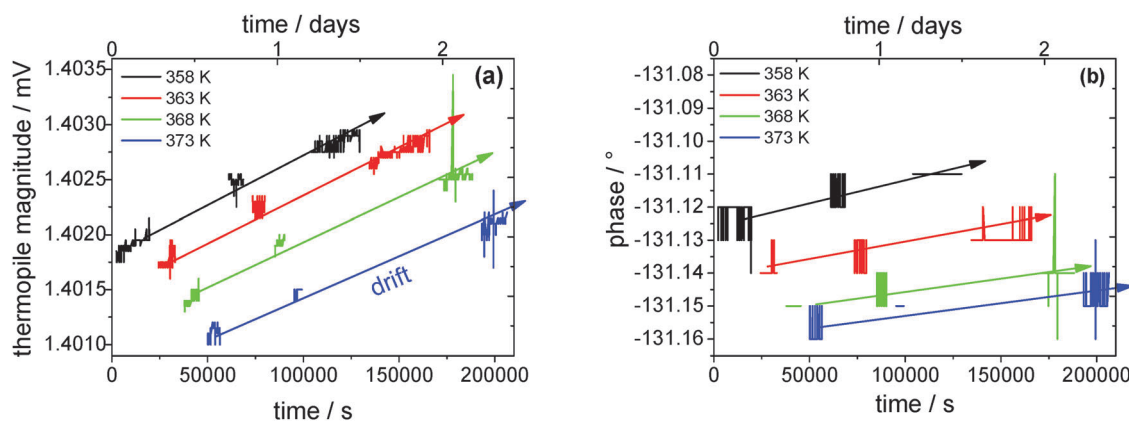 time / days
0 1 2
(a)
358 K
363 K
368 K
373 K
drift
thermopile magnitude / mV
1.4035
1.4030
1.4025
1.4020
1.4015
1.4010
0 50000 100000 150000 200000
time / s
time / days
0 1 2
(b)
358 K
363 K
368 K
373 K
phase / °
-131.08
-131.09
-131.10
-131.11
-131.12
-131.13
-131.14
-131.15
-131.16
0 50000 100000 150000 200000
time / s